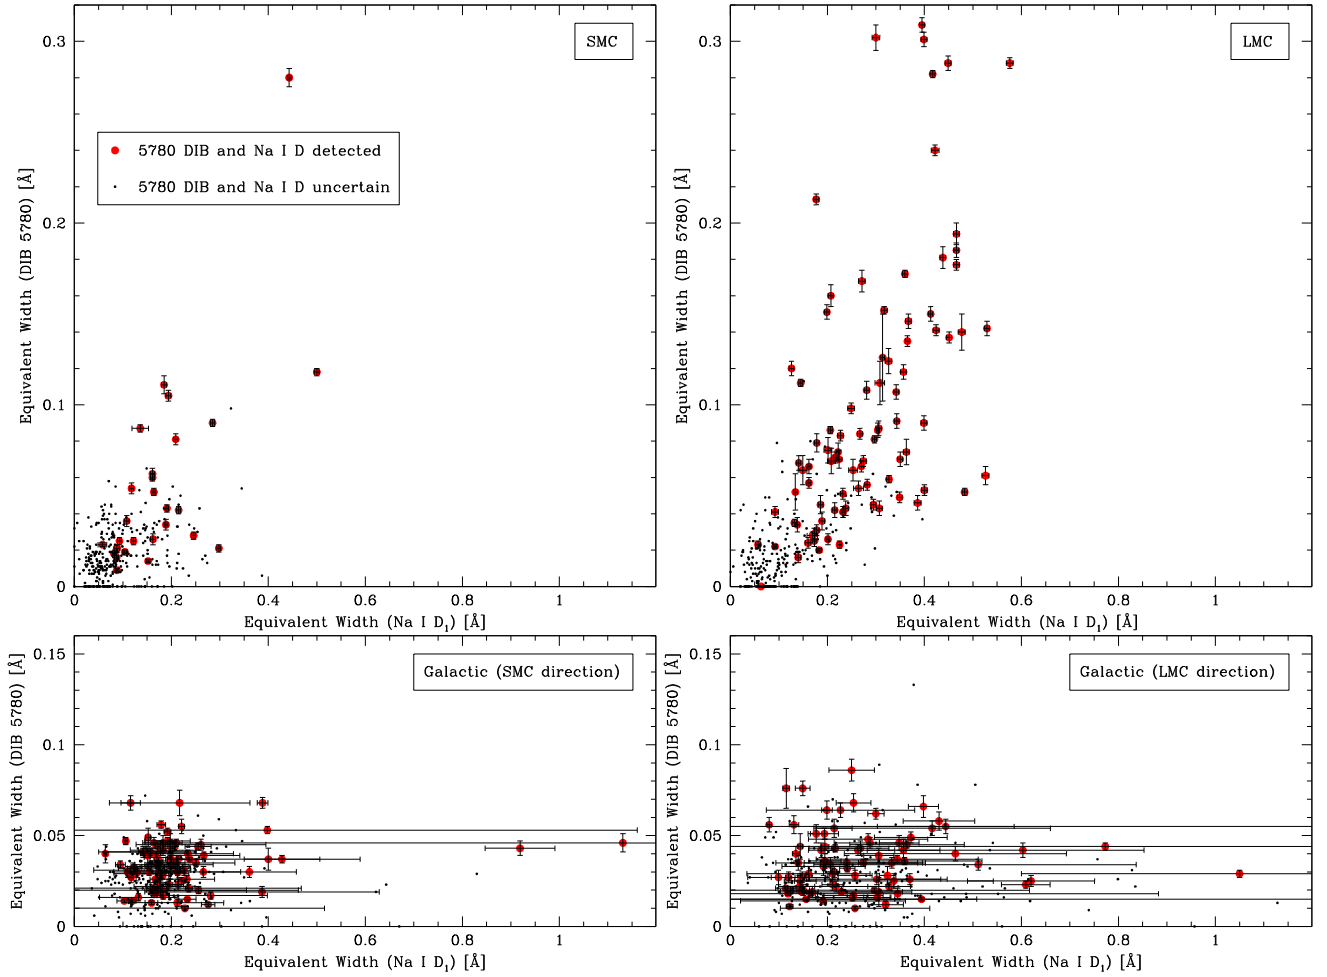 0.3
0.2
0.1
0
Equivalent Width (DIB 5780) [Å]
SMC
5780 DIB and Na I D detected
5780 DIB and Na I D uncertain
0 0.2 0.4 0.6 0.8 1
Equivalent Width (Na I D1) [Å]
0.3
0.2
0.1
0
Equivalent Width (DIB 5780) [Å]
LMC
0 0.2 0.4 0.6 0.8 1
Equivalent Width (Na I D1) [Å]
0.15
0.1
0.05
0
Equivalent Width (DIB 5780) [Å]
Galactic (SMC direction)
0 0.2 0.4 0.6 0.8 1
Equivalent Width (Na I D1) [Å]
0.15
0.1
0.05
0
Equivalent Width (DIB 5780) [Å]
Galactic (LMC direction)
0 0.2 0.4 0.6 0.8 1
Equivalent Width (Na I D1) [Å]